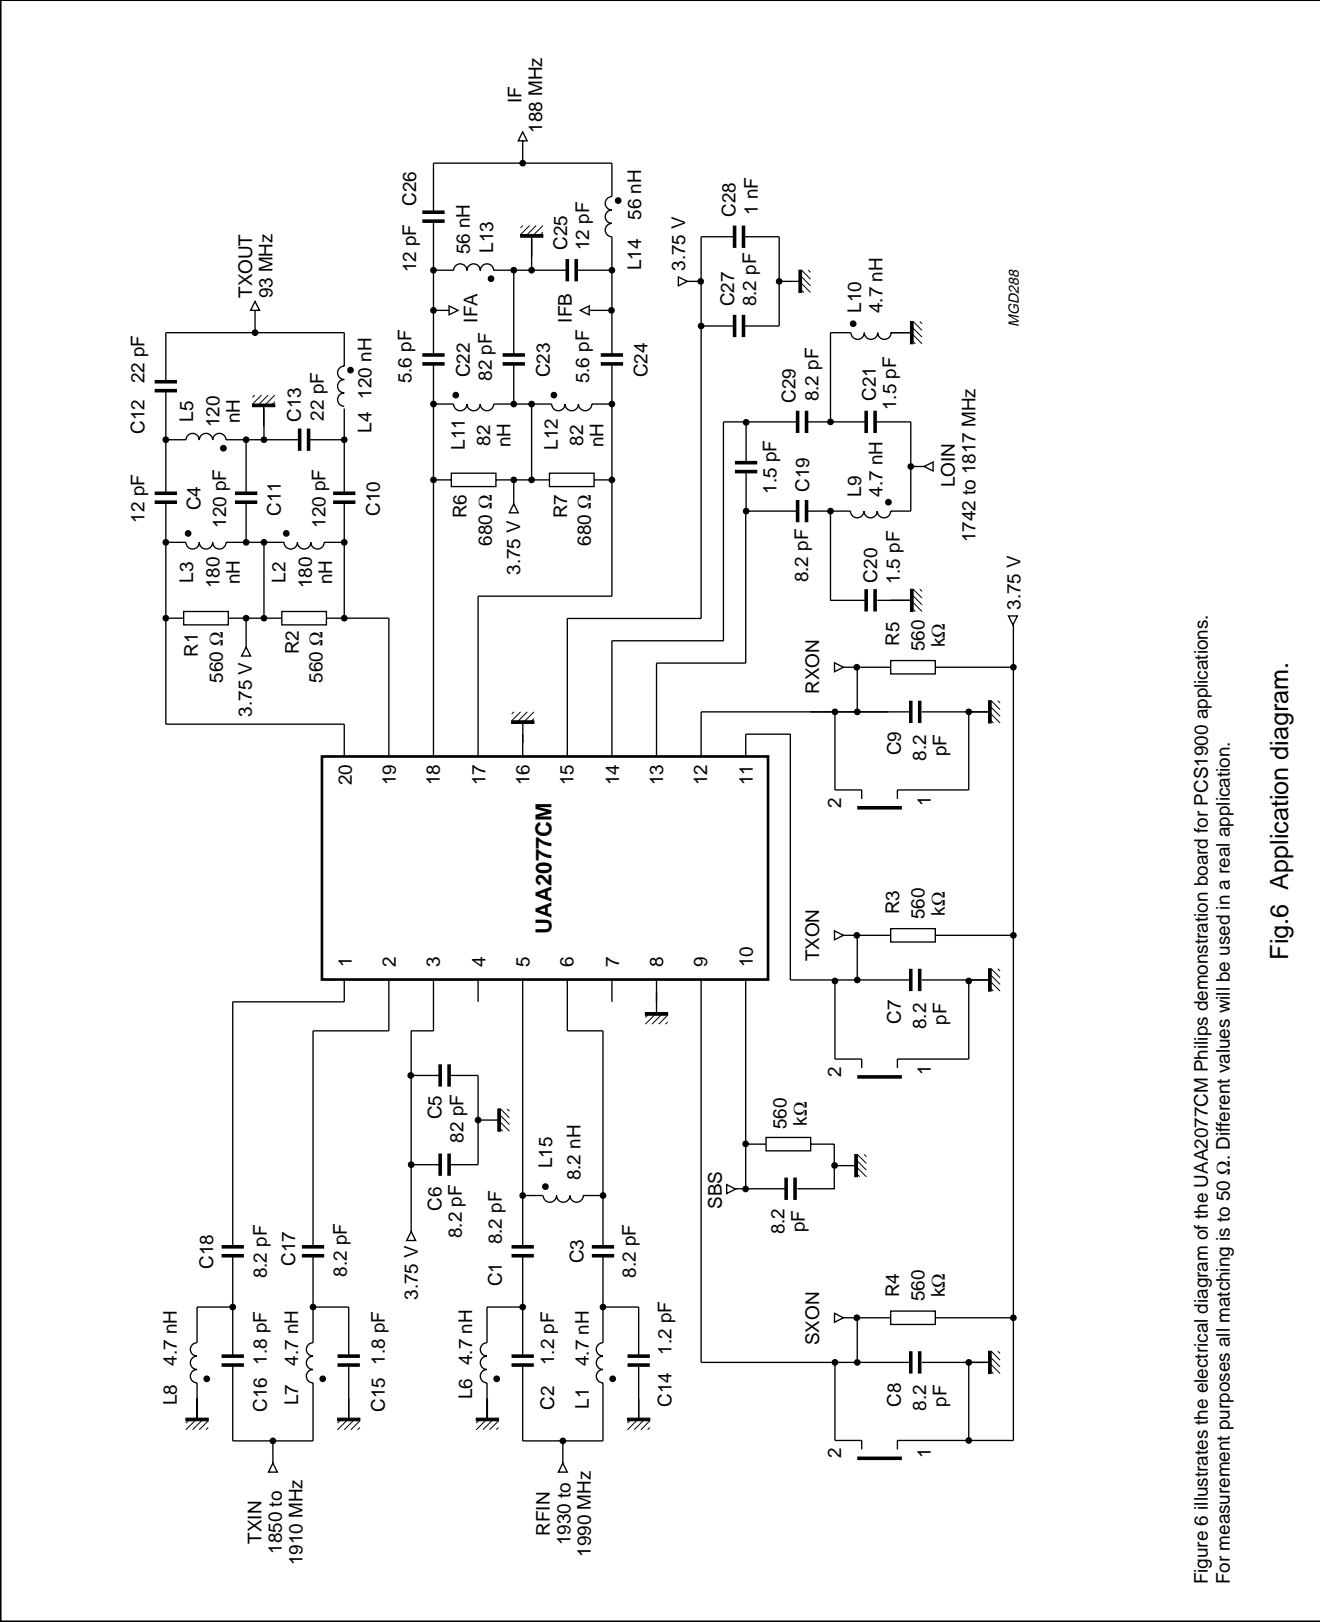 TXOUT
93 MHz
C12 22 pF
L5
120
nH
C13
22 pF
L4 120 nH
12 pF
C4
120 pF
C11
120 pF
C10
L3
180
nH
L2
180
nH
R1
560 Ω
3.75 V
R2
560 Ω
IF
188 MHz
12 pF C26
56 nH
L13
C25
12 pF
L14 56 nH
IFA
IFB
5.6 pF
C22
82 pF
C23
5.6 pF
C24
L11
82
nH
L12
82
nH
R6
680 Ω
3.75 V
R7
680 Ω
3.75 V
C27
8.2 pF
C28
1 nF
1.5 pF
C19
8.2 pF
C29
8.2 pF
C21
1.5 pF
L10
4.7 nH
L9
4.7 nH
C20
1.5 pF
LOIN
1742 to 1817 MHz
MGD288
UAA2077CM
20
19
18
17
16
15
14
13
12
11
1
2
3
4
5
6
7
8
9
10
TXIN
1850 to
1910 MHz
L8 4.7 nH
C16 1.8 pF
L7 4.7 nH
C15 1.8 pF
C18
8.2 pF
C17
8.2 pF
3.75 V
C6
8.2 pF
C5
82 pF
RFIN
1930 to
1990 MHz
L6 4.7 nH
C2 1.2 pF
L1 4.7 nH
C14 1.2 pF
C1 8.2 pF
C3
8.2 pF
L15
8.2 nH
SBS
8.2
pF
560
kΩ
SXON
R4
560
kΩ
C8
8.2
pF
2
1
TXON
R3
560
kΩ
C7
8.2
pF
2
1
RXON
R5
560
kΩ
C9
8.2
pF
2
1
3.75 V
Figure 6 illustrates the electrical diagram of the UAA2077CM Philips demonstration board for PCS1900 applications.
For measurement purposes all matching is to 50 Ω. Different values will be used in a real application.
Fig.6 Application diagram.